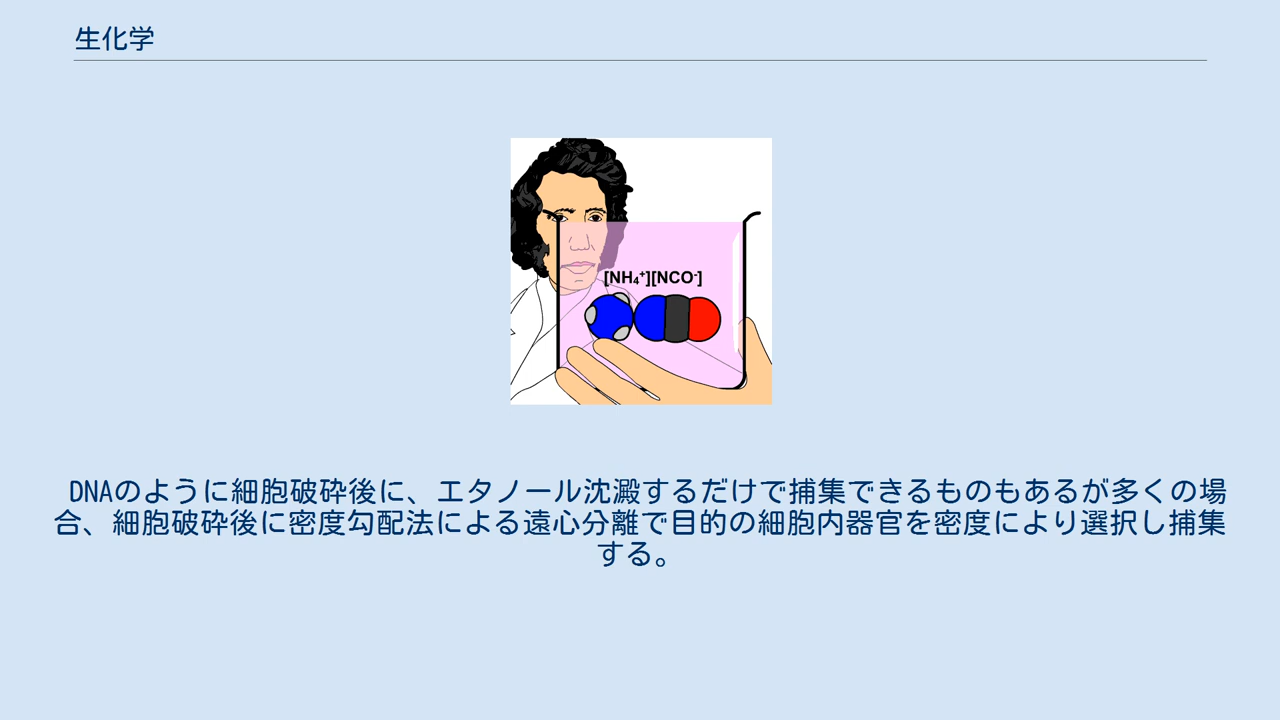 生化学
[NH₄⁺][NCO⁻]
DNAのように細胞破砕後に、エタノール沈澱するだけで捕集できるものもあるが多くの場
合、細胞破砕後に密度勾配法による遠心分離で目的の細胞内器官を密度により選択し捕集
する。